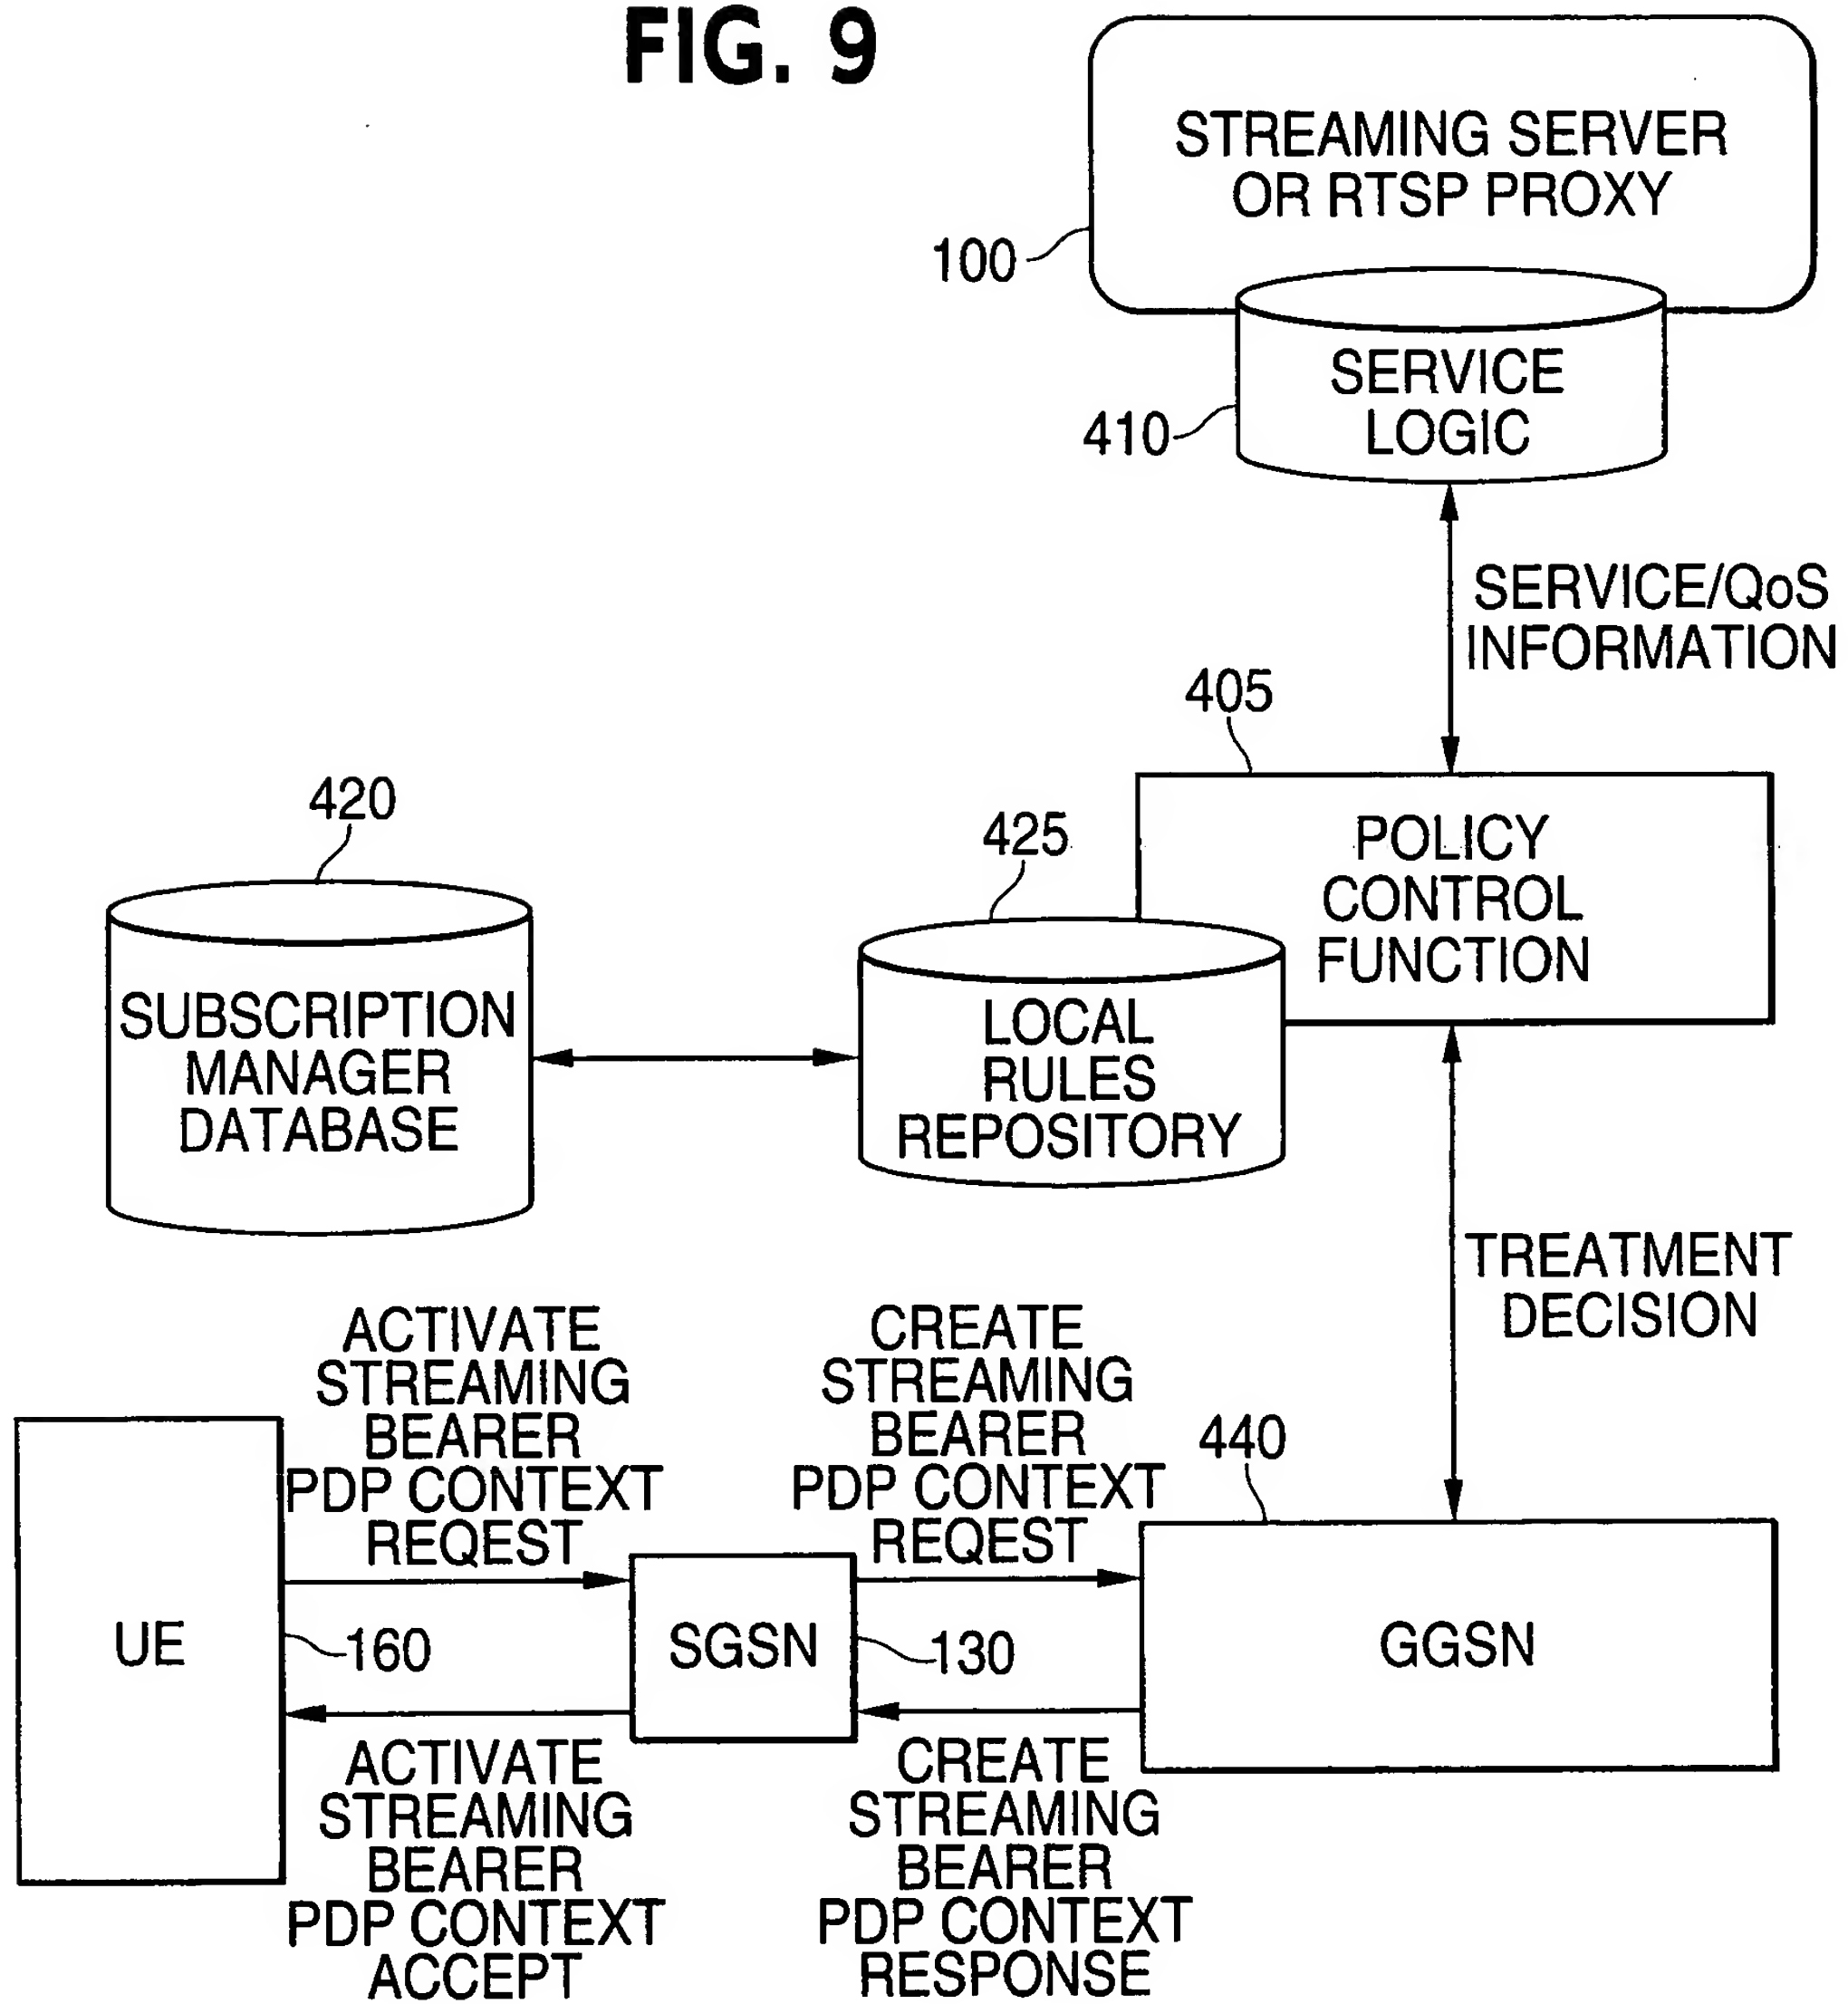 FIG. 9
STREAMING SERVER
OR RTSP PROXY
100
SERVICE
LOGIC
410
SERVICE/QoS
INFORMATION
405
POLICY
CONTROL
FUNCTION
420
425
SUBSCRIPTION
MANAGER
DATABASE
LOCAL
RULES
REPOSITORY
TREATMENT
DECISION
ACTIVATE
STREAMING
BEARER
PDP CONTEXT
REQEST
CREATE
STREAMING
BEARER
PDP CONTEXT
REQEST
440
UE
160
SGSN
130
GGSN
ACTIVATE
STREAMING
BEARER
PDP CONTEXT
ACCEPT
CREATE
STREAMING
BEARER
PDP CONTEXT
RESPONSE